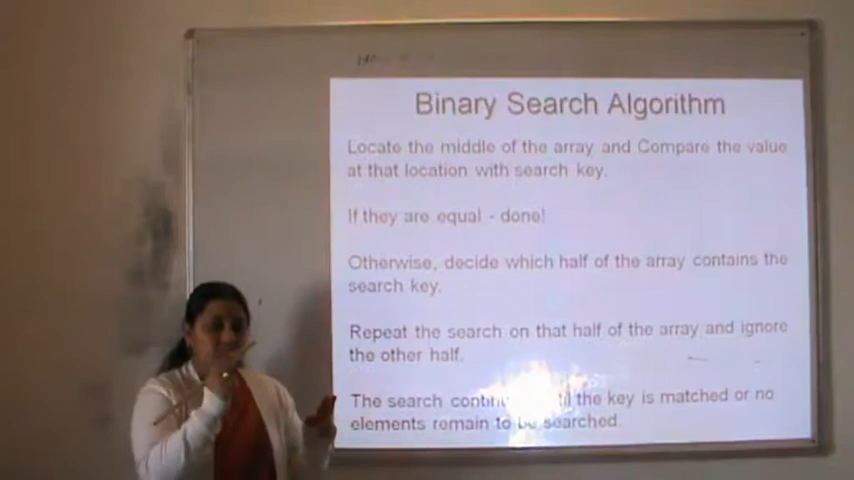 Binary Search Algorithm
Locate the middle of the array and Compare the value
at that location with search key.
If they are equal - done!
Otherwise, decide which half of the array contains the
search key.
Repeat the search on that half of the array and ignore
the other half.
The search the key is matched or no
elements remain to be searched.